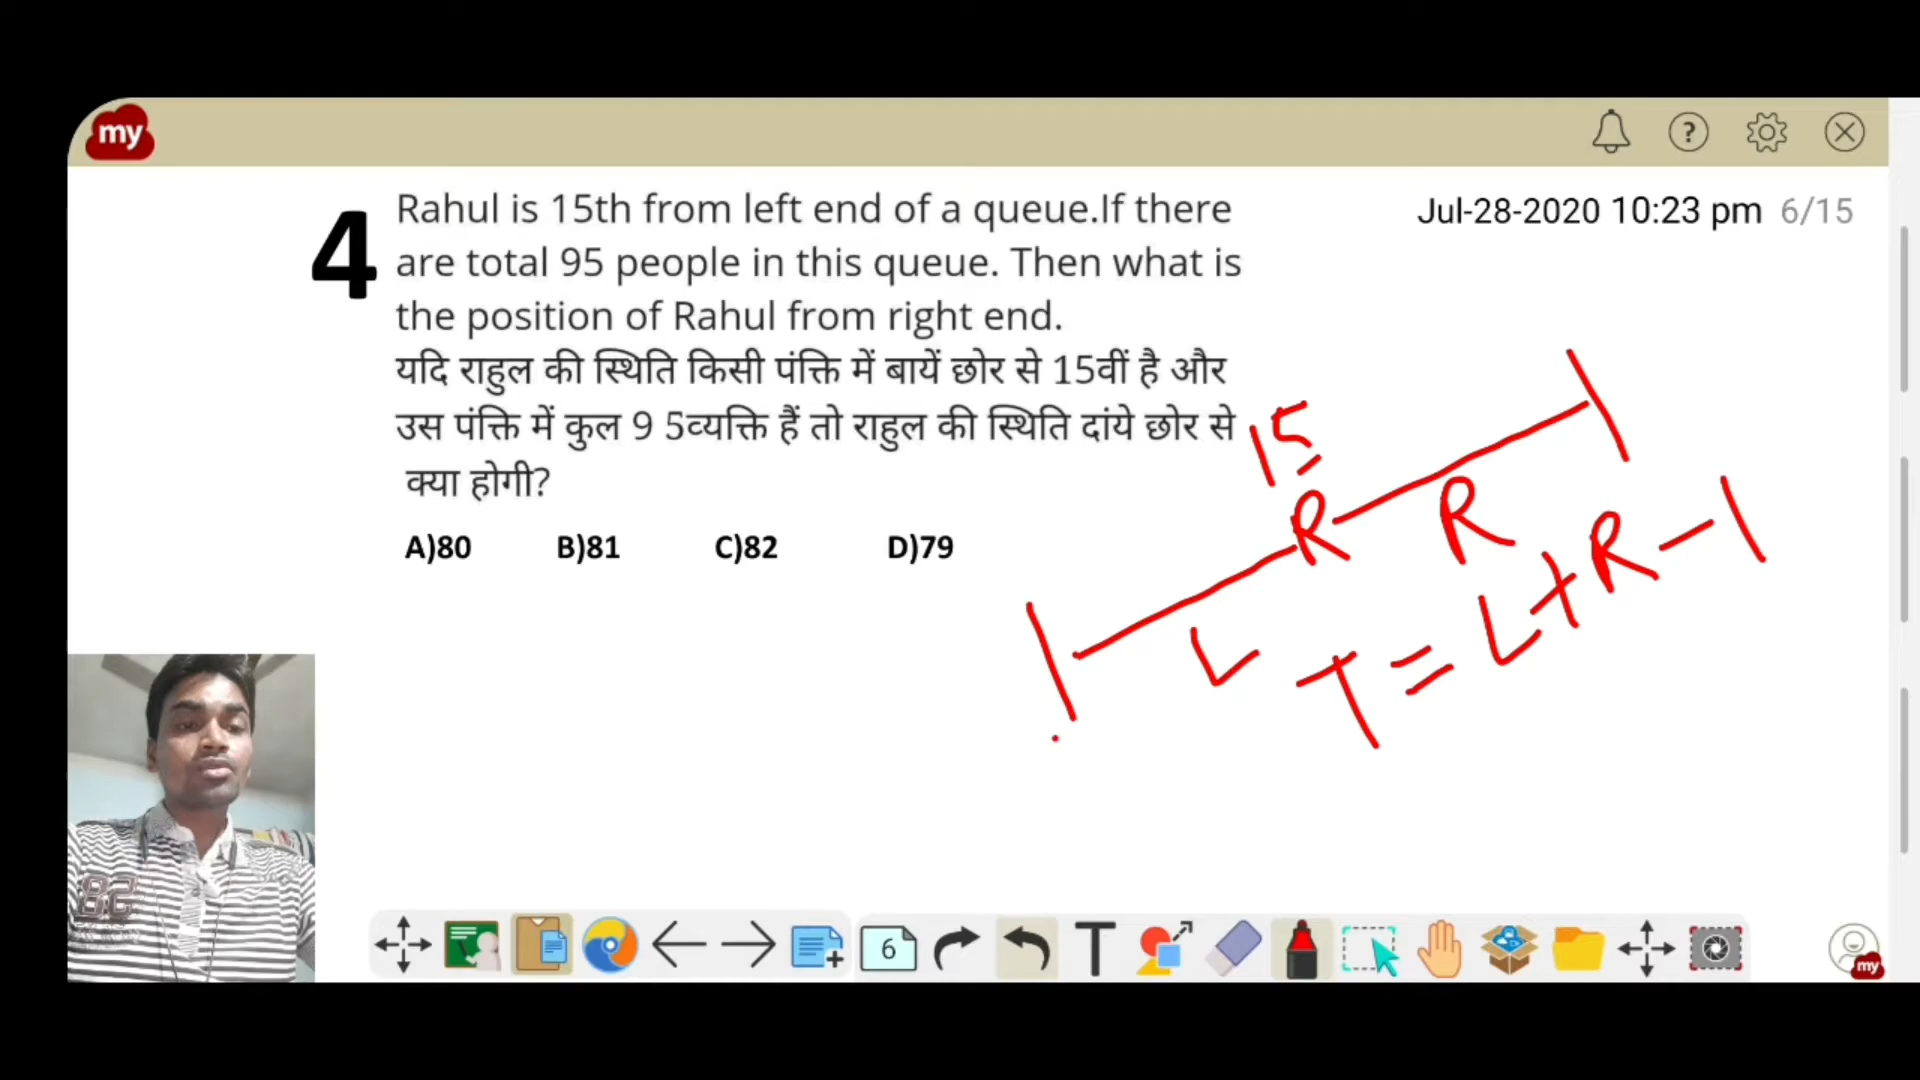 my
Jul-28-2020 10:23 pm 6/15
4
Rahul is 15th from left end of a queue.If there
are total 95 people in this queue. Then what is
the position of Rahul from right end.
यदि राहुल की स्थिति किसी पंक्ति में बायें छोर से 15वीं है और
उस पंक्ति में कुल 9 5व्यक्ति हैं तो राहुल की स्थिति दांये छोर से
क्या होगी?
A)80 B)81 C)82 D)79
15
R
R
L
T = L+R-1
82
6
T
my